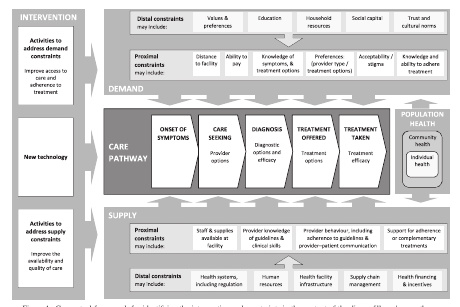 INTERVENTION
Activities to
address demand
constraints
Improve access to
care and
adherence to
treatment
New technology
Activities to
address supply
constraints
Improve the
availability and
quality of care
Distal constraints
may include:
Values &
preferences
Education
Household
resources
Social capital
Trust and
cultural norms
Proximal
constraints
may include:
Distance
to facility
Ability to
pay
Knowledge of
symptoms, &
treatment options
Preferences
(provider type /
treatment options)
Acceptability /
stigma
Knowledge and
ability to adhere
treatment
DEMAND
CARE
PATHWAY
ONSET OF
SYMPTOMS
CARE
SEEKING
Provider
options
DIAGNOSIS
Diagnostic
options and
efficacy
TREATMENT
OFFERED
Treatment
options
TREATMENT
TAKEN
Treatment
efficacy
POPULATION
HEALTH
Community
health
Individual
health
SUPPLY
Proximal
constraints
may include:
Staff & supplies
available at
facility
Provider knowledge
of guidelines &
clinical skills
Provider behaviour, including
adherence to guidelines &
provider-patient communication
Support for adherence
or complementary
treatments
Distal constraints
may include:
Health systems,
including regulation
Human
resources
Health facility
infrastructure
Supply chain
management
Health financing
& incentives